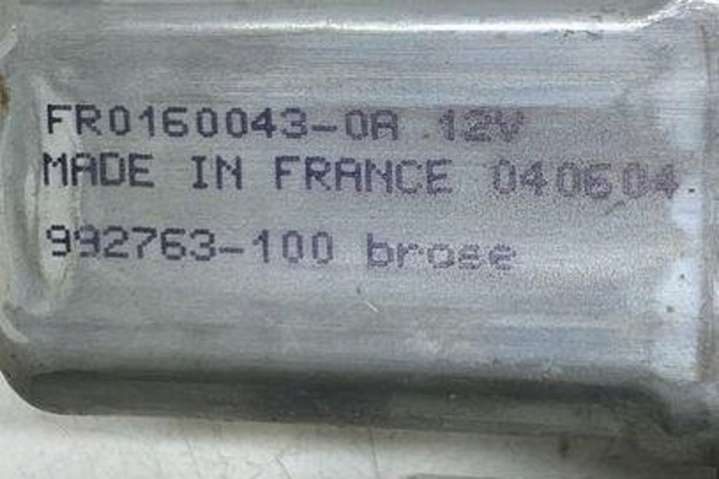 FR0160043-0A 12V
MADE IN FRANCE 040604
992763-100 brose